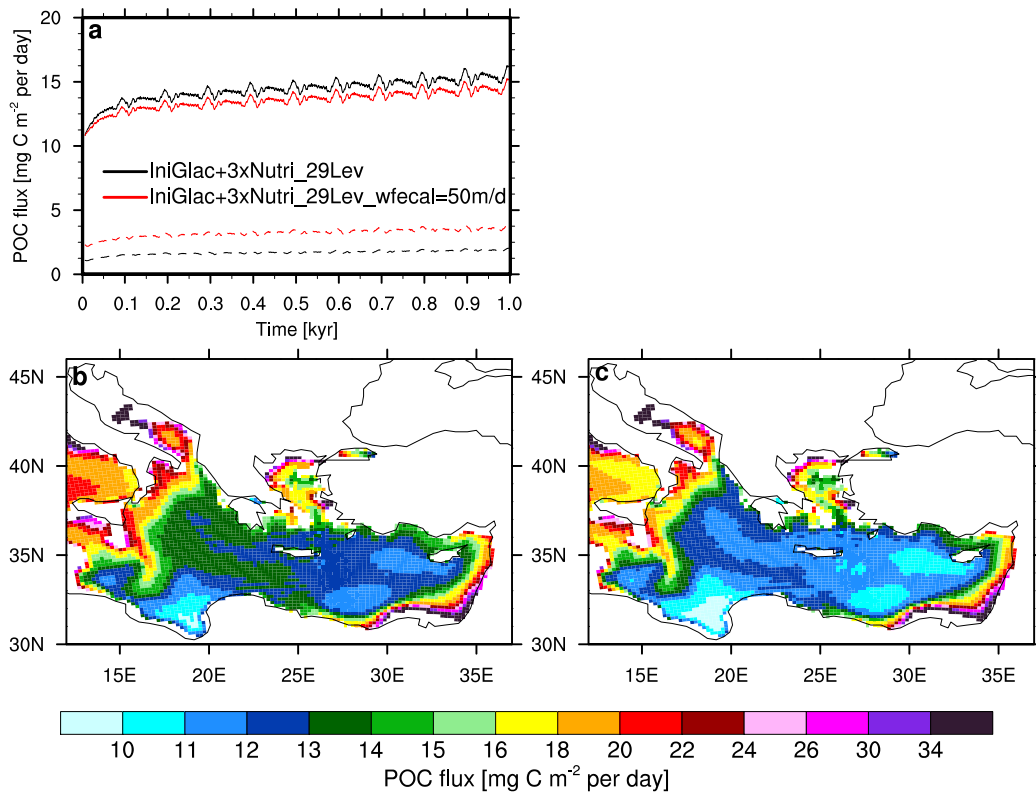 20
15
10
5
0
POC flux [mg C m⁻² per day]
a
IniGlac+3xNutri_29Lev
IniGlac+3xNutri_29Lev_wfecal=50m/d
0 0.1 0.2 0.3 0.4 0.5 0.6 0.7 0.8 0.9 1.0
Time [kyr]
b
45N
40N
35N
30N
15E 20E 25E 30E 35E
c
45N
40N
35N
30N
15E 20E 25E 30E 35E
10 11 12 13 14 15 16 18 20 22 24 26 30 34
POC flux [mg C m⁻² per day]